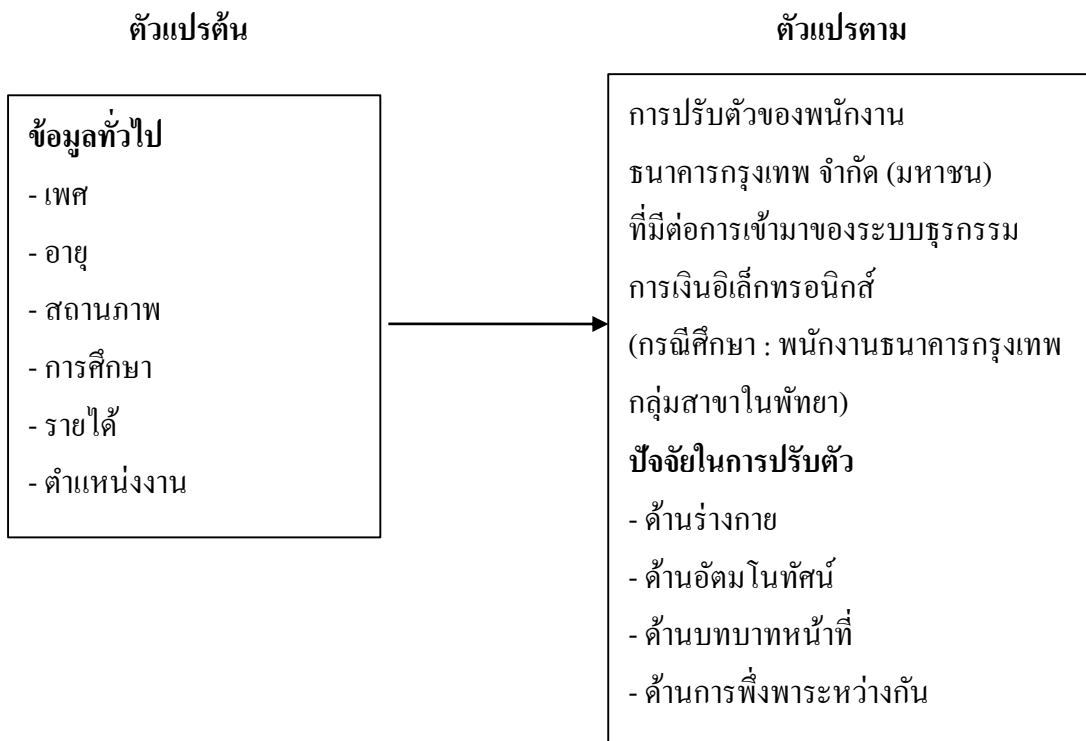 ตัวแปรต้น
ตัวแปรตาม
ข้อมูลทั่วไป
- เพศ
- อายุ
- สถานภาพ
- การศึกษา
- รายได้
- ตำแหน่งงาน
การปรับตัวของพนักงาน
ธนาคารกรุงเทพ จำกัด (มหาชน)
ที่มีต่อการเข้ามาของระบบธุรกรรม
การเงินอิเล็กทรอนิกส์
(กรณีศึกษา : พนักงานธนาคารกรุงเทพ
กลุ่มสาขาในพัทยา)
ปัจจัยในการปรับตัว
- ด้านร่างกาย
- ด้านอัตมโนทัศน์
- ด้านบทบาทหน้าที่
- ด้านการพึ่งพาระหว่างกัน